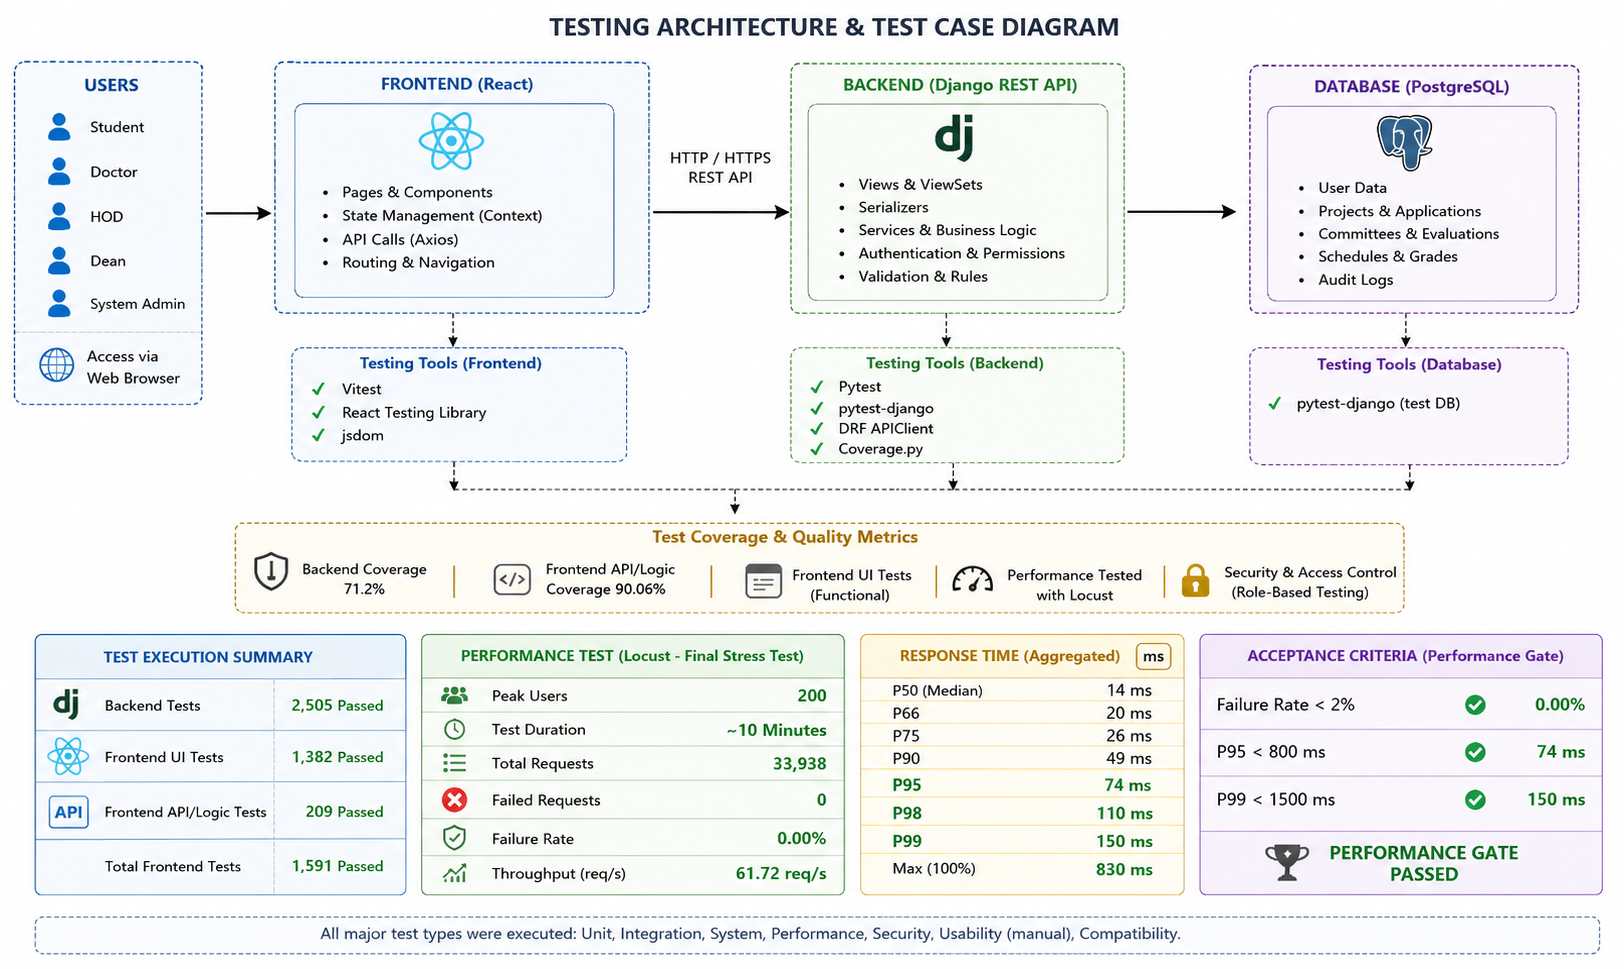 TESTING ARCHITECTURE & TEST CASE DIAGRAM
USERS
Student
Doctor
HOD
Dean
System Admin
Access via
Web Browser
FRONTEND (React)
• Pages & Components
• State Management (Context)
• API Calls (Axios)
• Routing & Navigation
HTTP / HTTPS
REST API
BACKEND (Django REST API)
dj
• Views & ViewSets
• Serializers
• Services & Business Logic
• Authentication & Permissions
• Validation & Rules
DATABASE (PostgreSQL)
• User Data
• Projects & Applications
• Committees & Evaluations
• Schedules & Grades
• Audit Logs
Testing Tools (Frontend)
✓ Vitest
✓ React Testing Library
✓ jsdom
Testing Tools (Backend)
✓ Pytest
✓ pytest-django
✓ DRF APIClient
✓ Coverage.py
Testing Tools (Database)
✓ pytest-django (test DB)
Test Coverage & Quality Metrics
Backend Coverage
71.2%
</>
Frontend API/Logic
Coverage 90.06%
Frontend UI Tests
(Functional)
Performance Tested
with Locust
Security & Access Control
(Role-Based Testing)
TEST EXECUTION SUMMARY
dj Backend Tests 2,505 Passed
Frontend UI Tests 1,382 Passed
API Frontend API/Logic Tests 209 Passed
Total Frontend Tests 1,591 Passed
PERFORMANCE TEST (Locust - Final Stress Test)
Peak Users 200
Test Duration ~10 Minutes
Total Requests 33,938
Failed Requests 0
Failure Rate 0.00%
Throughput (req/s) 61.72 req/s
RESPONSE TIME (Aggregated) ms
P50 (Median) 14 ms
P66 20 ms
P75 26 ms
P90 49 ms
P95 74 ms
P98 110 ms
P99 150 ms
Max (100%) 830 ms
ACCEPTANCE CRITERIA (Performance Gate)
Failure Rate < 2% 0.00%
P95 < 800 ms 74 ms
P99 < 1500 ms 150 ms
PERFORMANCE GATE
PASSED
All major test types were executed: Unit, Integration, System, Performance, Security, Usability (manual), Compatibility.